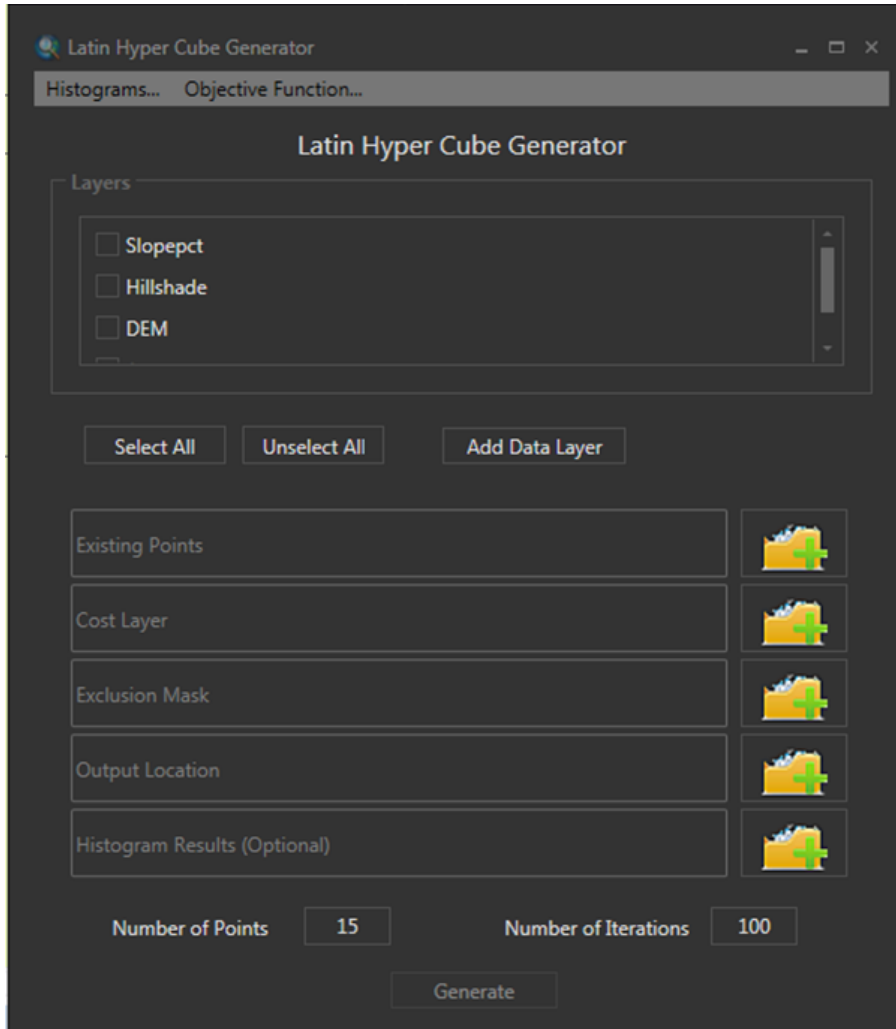 Latin Hyper Cube Generator
Histograms... Objective Function...
Latin Hyper Cube Generator
Layers
Slopepct
Hillshade
DEM
Select All Unselect All Add Data Layer
Existing Points
Cost Layer
Exclusion Mask
Output Location
Histogram Results (Optional)
Number of Points 15 Number of Iterations 100
Generate